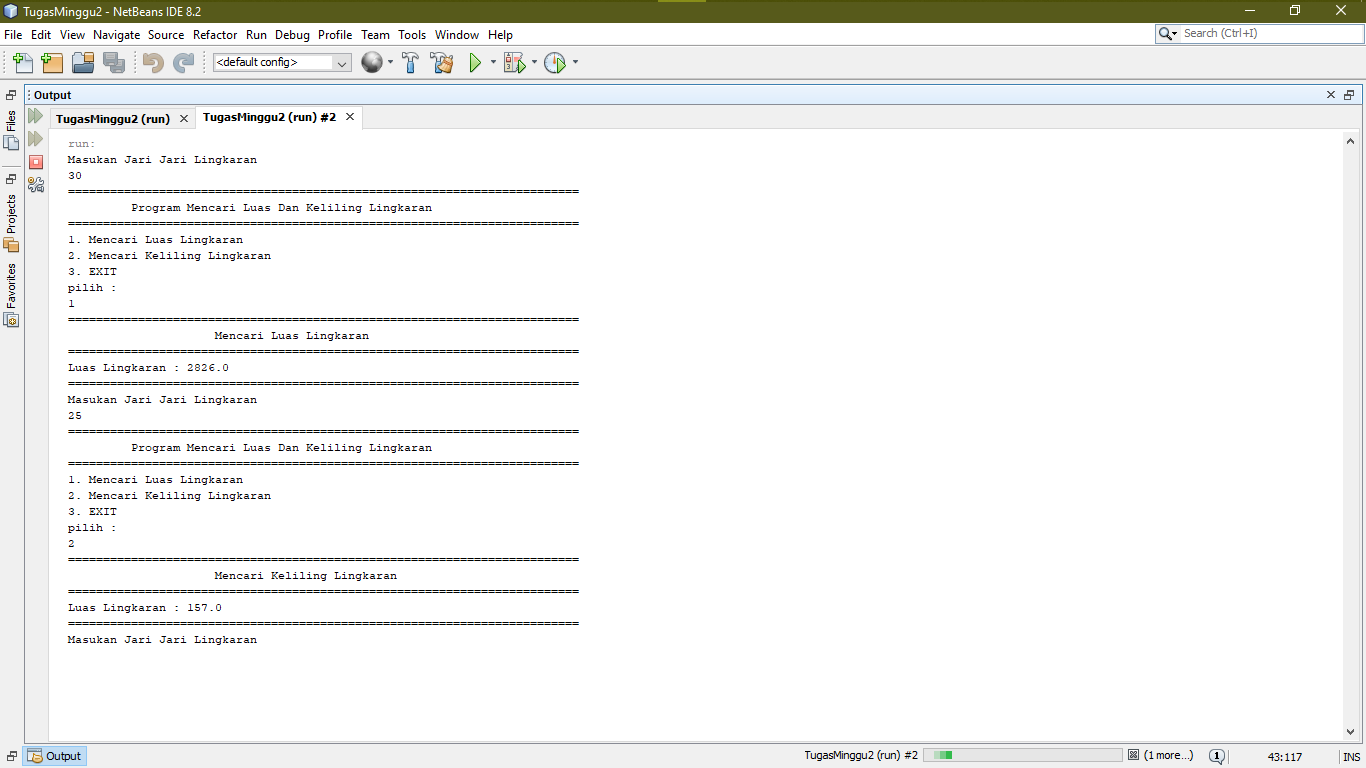 TugasMinggu2 - NetBeans IDE 8.2
File Edit View Navigate Source Refactor Run Debug Profile Team Tools Window Help
Search (Ctrl+I)
<default config>
Output
TugasMinggu2 (run)
TugasMinggu2 (run) #2
Files
Projects
Favorites
run:
Masukan Jari Jari Lingkaran
30
=========================================================================
Program Mencari Luas Dan Keliling Lingkaran
=========================================================================
1. Mencari Luas Lingkaran
2. Mencari Keliling Lingkaran
3. EXIT
pilih :
1
=========================================================================
Mencari Luas Lingkaran
=========================================================================
Luas Lingkaran : 2826.0
=========================================================================
Masukan Jari Jari Lingkaran
25
=========================================================================
Program Mencari Luas Dan Keliling Lingkaran
=========================================================================
1. Mencari Luas Lingkaran
2. Mencari Keliling Lingkaran
3. EXIT
pilih :
2
=========================================================================
Mencari Keliling Lingkaran
=========================================================================
Luas Lingkaran : 157.0
=========================================================================
Masukan Jari Jari Lingkaran
Output
TugasMinggu2 (run) #2
(1 more...)
1
43:117
INS